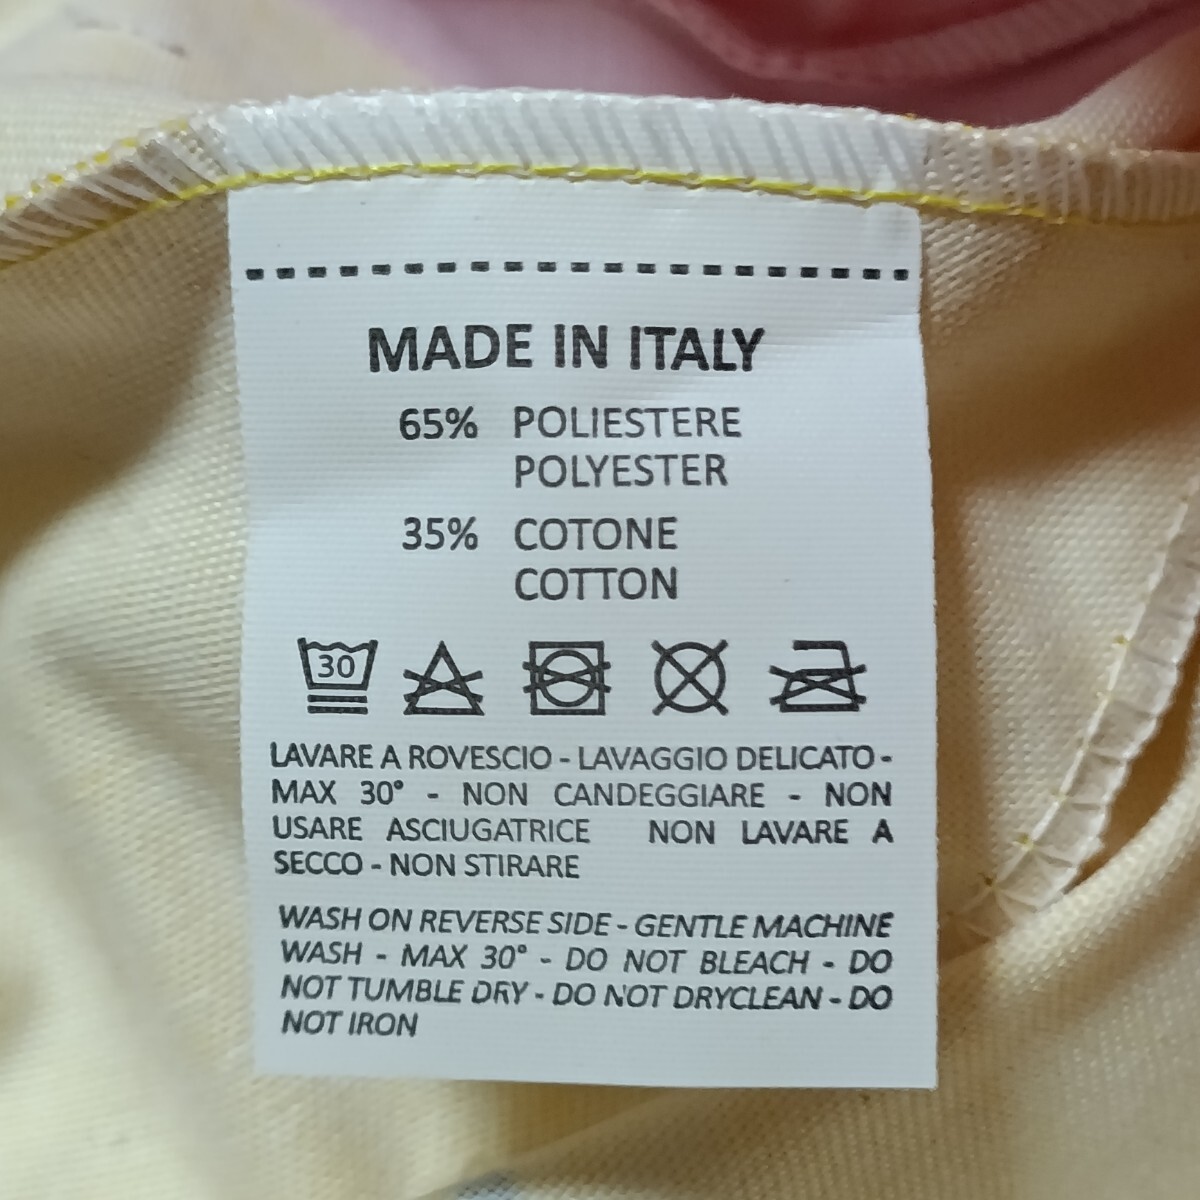 MADE IN ITALY
65% POLIESTERE
POLYESTER
35% COTONE
COTTON
30
LAVARE A ROVESCIO - LAVAGGIO DELICATO -
MAX 30° - NON CANDEGGIARE - NON
USARE ASCIUGATRICE NON LAVARE A
SECCO - NON STIRARE
WASH ON REVERSE SIDE - GENTLE MACHINE
WASH - MAX 30° - DO NOT BLEACH - DO
NOT TUMBLE DRY - DO NOT DRYCLEAN - DO
NOT IRON